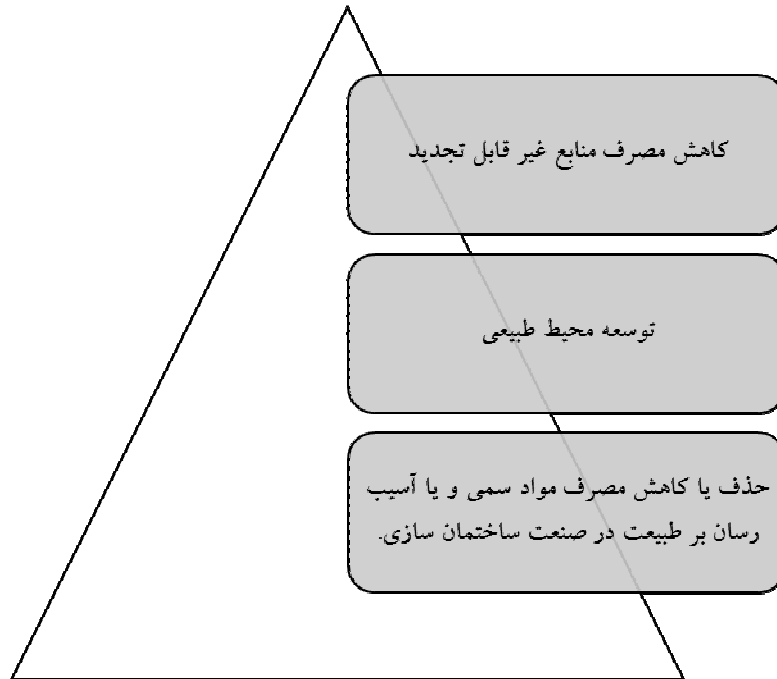 کاهش مصرف منابع غیر قابل تجدید
توسعه محیط طبیعی
حذف یا کاهش مصرف مواد سمی و یا آسیب
رسان بر طبیعت در صنعت ساختمان سازی.